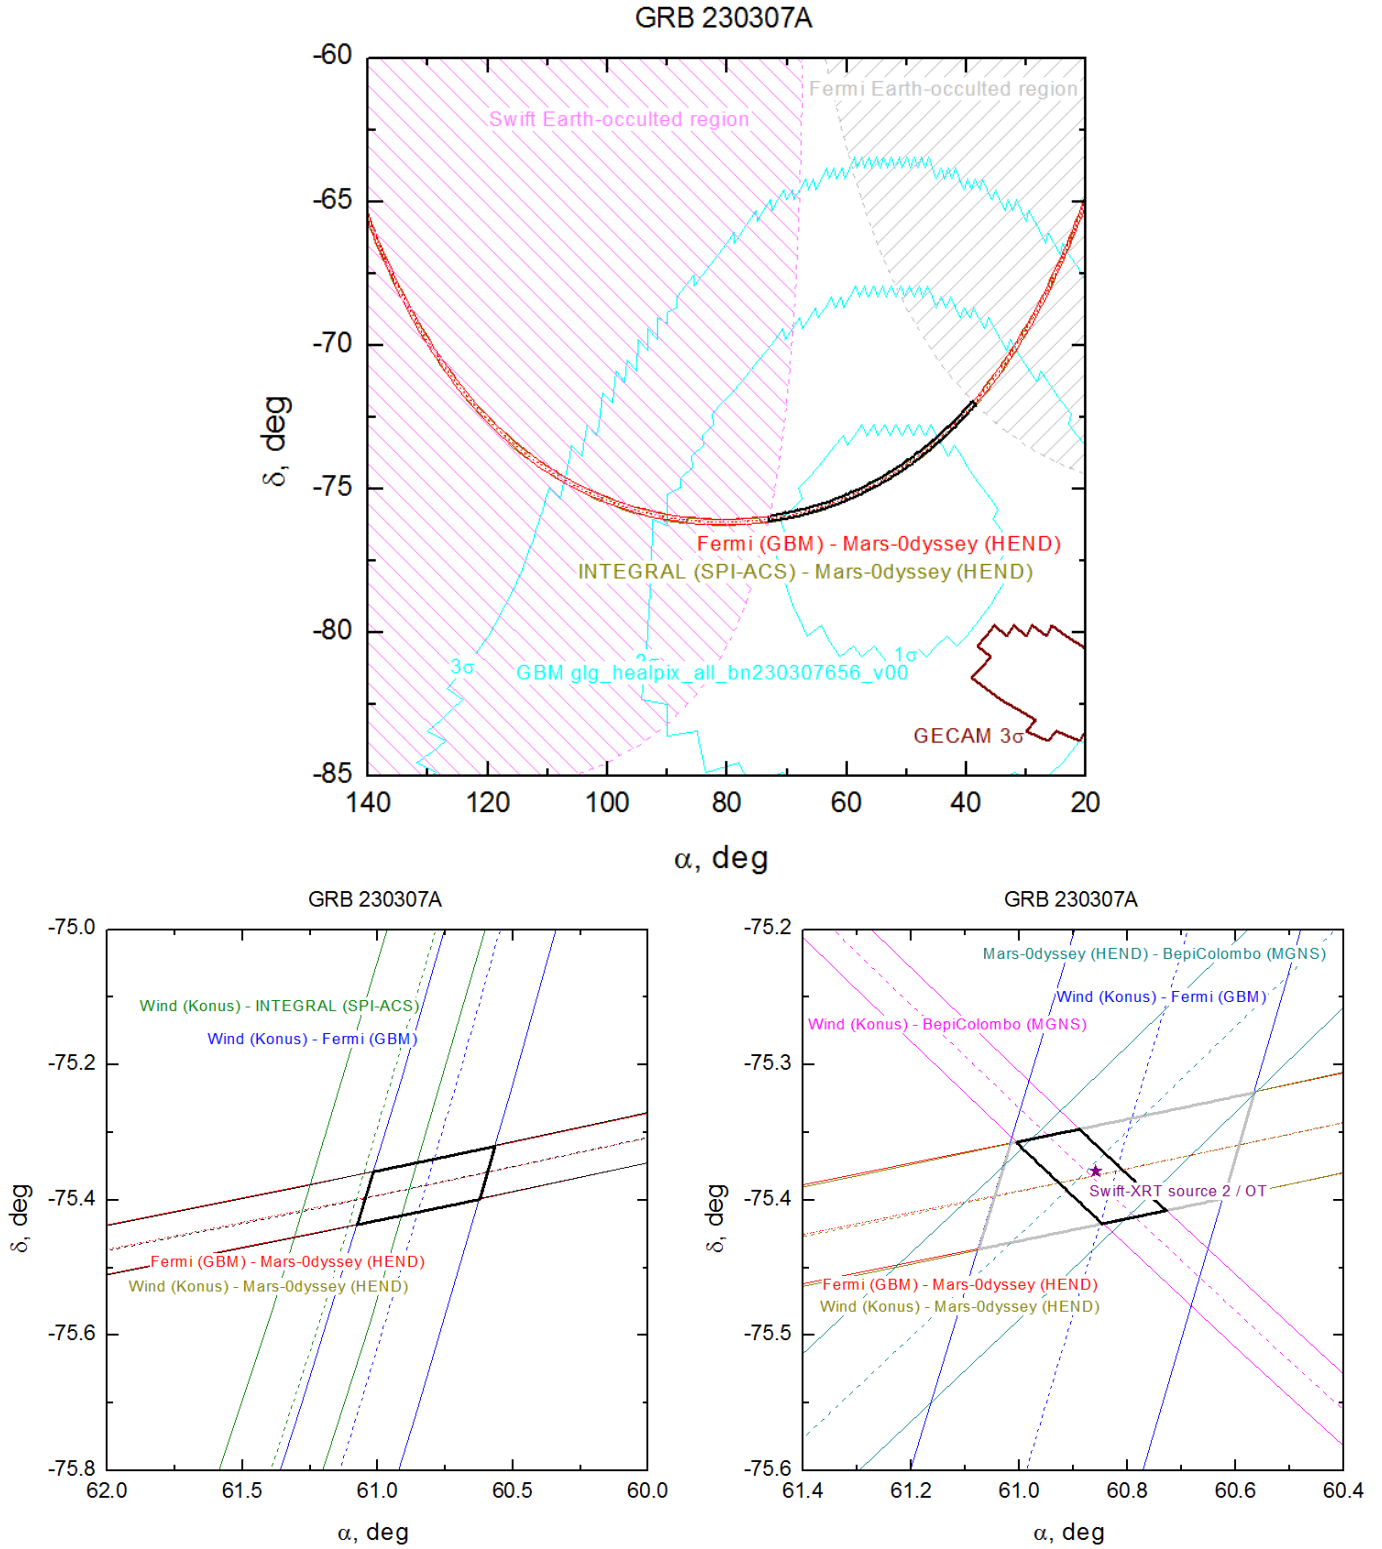 GRB 230307A
-60
-65
-70
-75
-80
-85
δ, deg
Fermi Earth-occulted region
Swift Earth-occulted region
Fermi (GBM) - Mars-Odyssey (HEND)
INTEGRAL (SPI-ACS) - Mars-Odyssey (HEND)
3σ
2σ
1σ
GBM glg_healpix_all_bn230307656_v00
GECAM 3σ
140 120 100 80 60 40 20
α, deg
GRB 230307A
-75.0
-75.2
-75.4
-75.6
-75.8
δ, deg
Wind (Konus) - INTEGRAL (SPI-ACS)
Wind (Konus) - Fermi (GBM)
Fermi (GBM) - Mars-Odyssey (HEND)
Wind (Konus) - Mars-Odyssey (HEND)
62.0 61.5 61.0 60.5 60.0
α, deg
GRB 230307A
-75.2
-75.3
-75.4
-75.5
-75.6
δ, deg
Mars-Odyssey (HEND) - BepiColombo (MGNS)
Wind (Konus) - Fermi (GBM)
Wind (Konus) - BepiColombo (MGNS)
Swift-XRT source 2 / OT
Fermi (GBM) - Mars-Odyssey (HEND)
Wind (Konus) - Mars-Odyssey (HEND)
61.4 61.2 61.0 60.8 60.6 60.4
α, deg